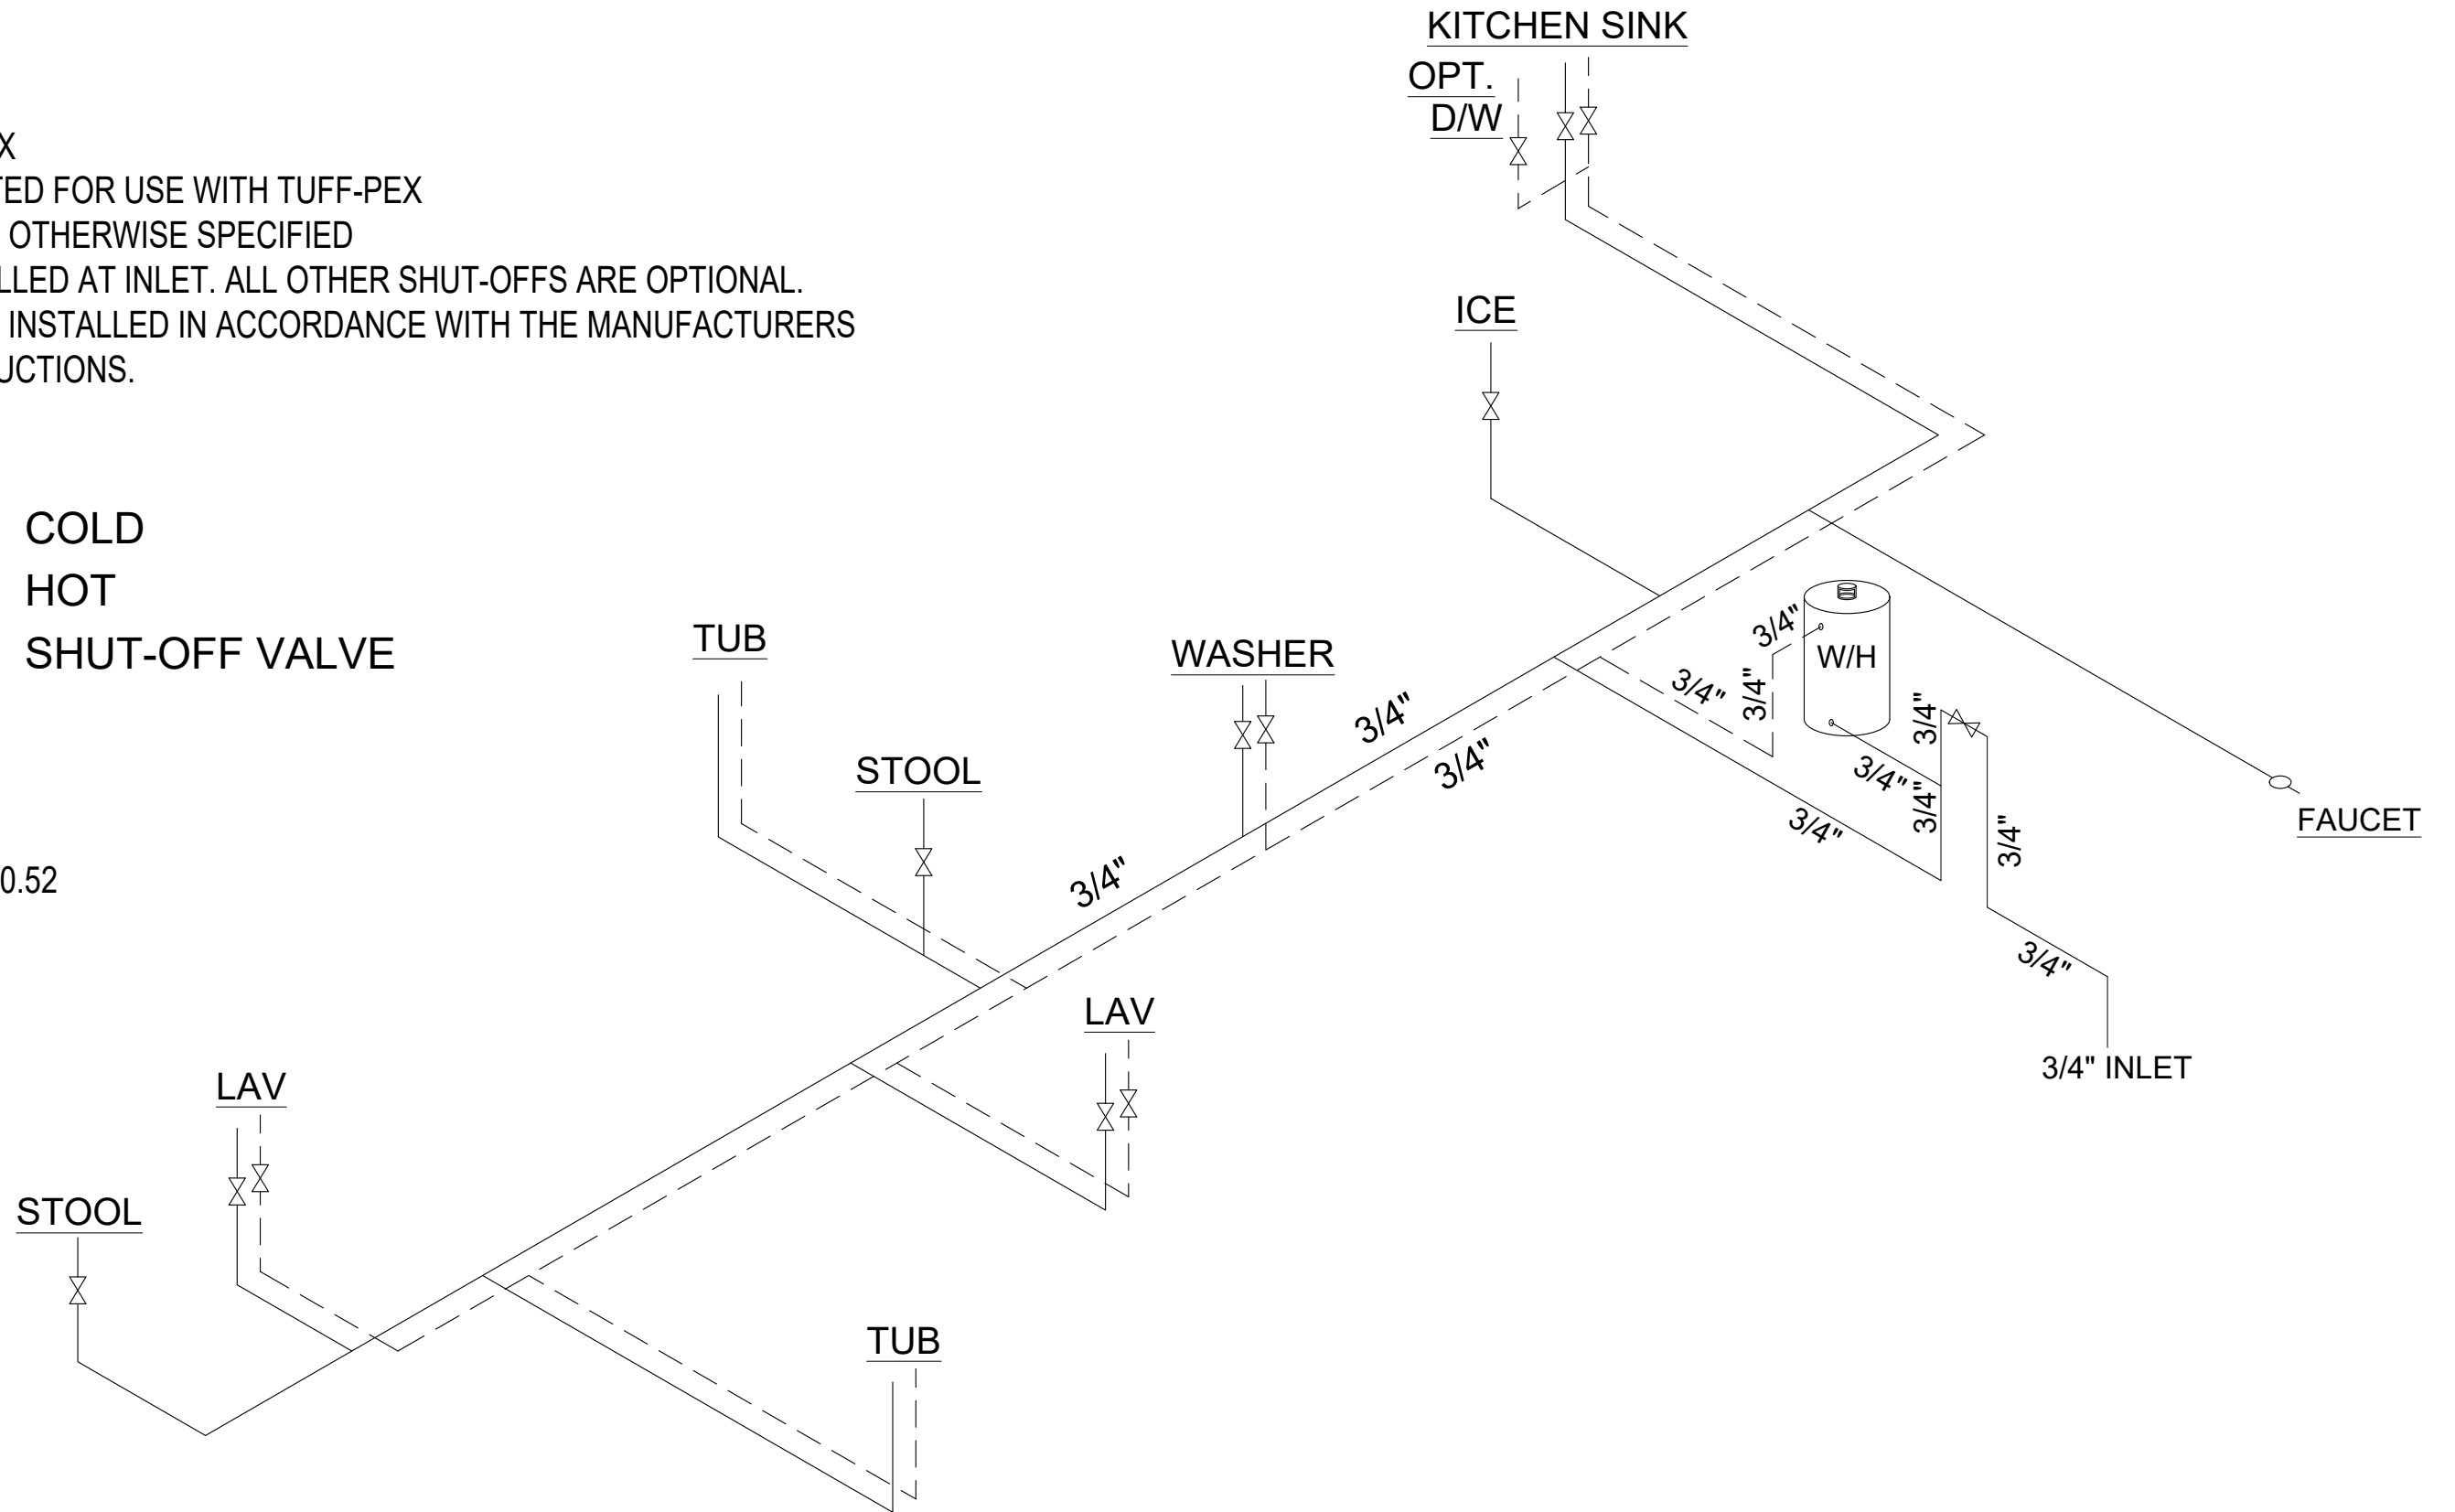 KITCHEN SINK
OPT.
D/W
X
TED FOR USE WITH TUFF-PEX
OTHERWISE SPECIFIED
LLED AT INLET. ALL OTHER SHUT-OFFS ARE OPTIONAL.
INSTALLED IN ACCORDANCE WITH THE MANUFACTURERS
UCTIONS.
ICE
COLD
HOT
SHUT-OFF VALVE
TUB
WASHER
STOOL
W/H
3/4"
3/4"
3/4"
3/4"
3/4"
3/4"
3/4"
3/4"
3/4"
3/4"
3/4"
3/4"
FAUCET
0.52
LAV
3/4" INLET
LAV
STOOL
TUB